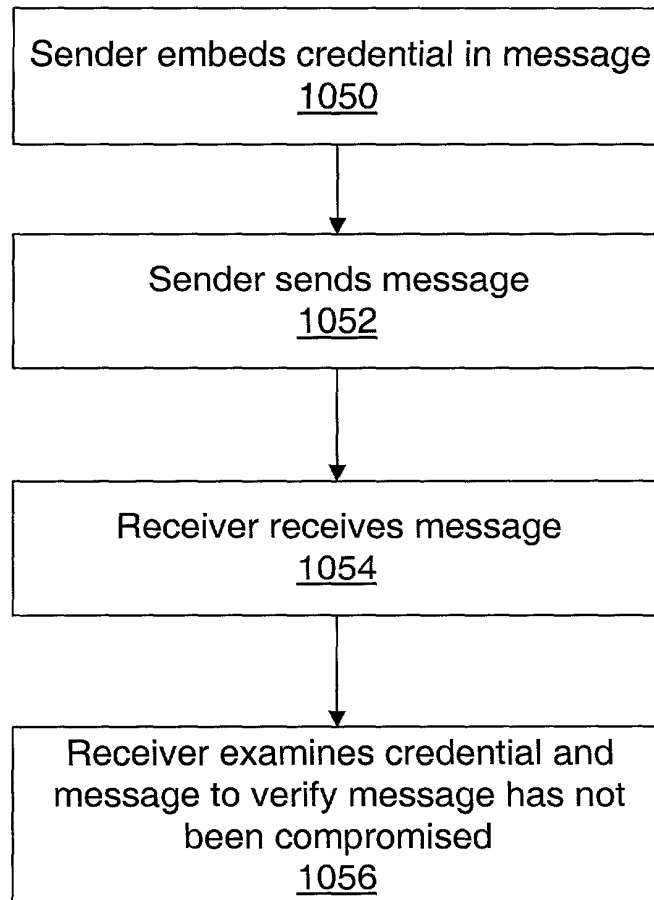 Sender embeds credential in message
1050
Sender sends message
1052
Receiver receives message
1054
Receiver examines credential and
message to verify message has not
been compromised
1056